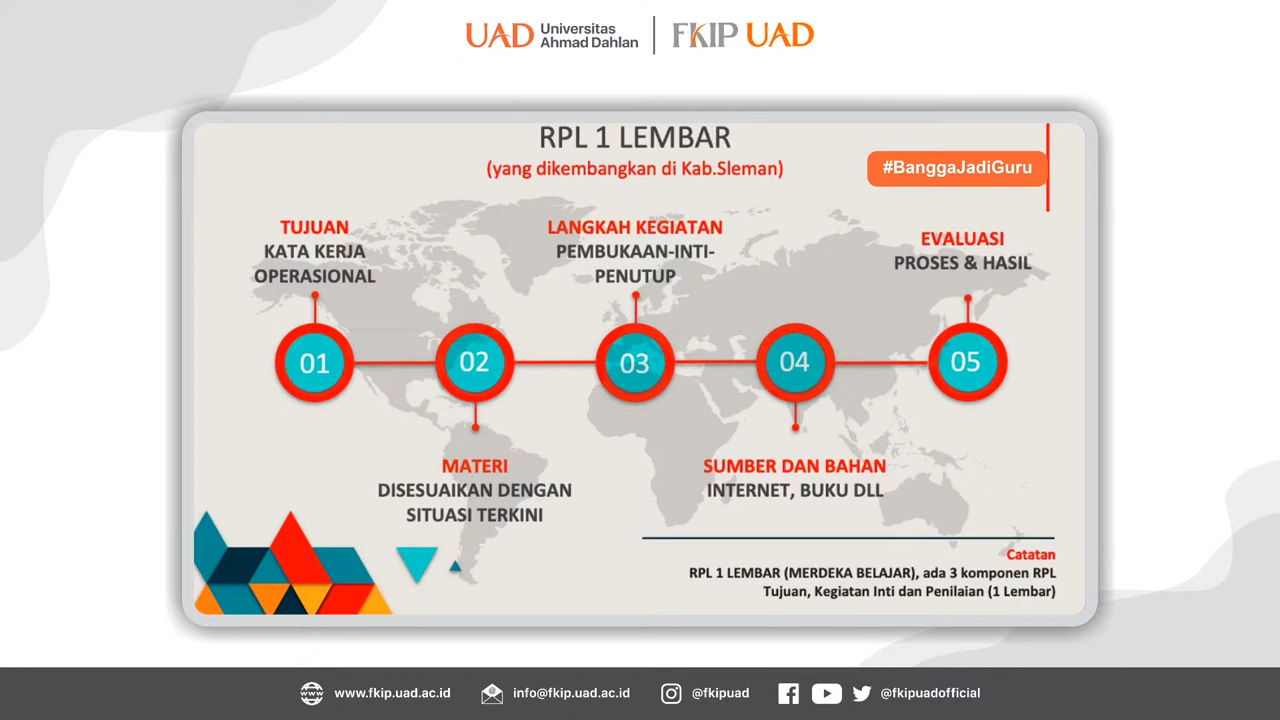 UAD Universitas
Ahmad Dahlan
FKIP UAD
RPL 1 LEMBAR
(yang dikembangkan di Kab.Sleman)
#BanggaJadiGuru
TUJUAN
KATA KERJA
OPERASIONAL
LANGKAH KEGIATAN
PEMBUKAAN-INTI-
PENUTUP
EVALUASI
PROSES & HASIL
01
02
03
04
05
MATERI
DISESUAIKAN DENGAN
SITUASI TERKINI
SUMBER DAN BAHAN
INTERNET, BUKU DLL
Catatan
RPL 1 LEMBAR (MERDEKA BELAJAR), ada 3 komponen RPL
Tujuan, Kegiatan Inti dan Penilaian (1 Lembar)
www.fkip.uad.ac.id
info@fkip.uad.ac.id
@fkipuad
@fkipuadofficial